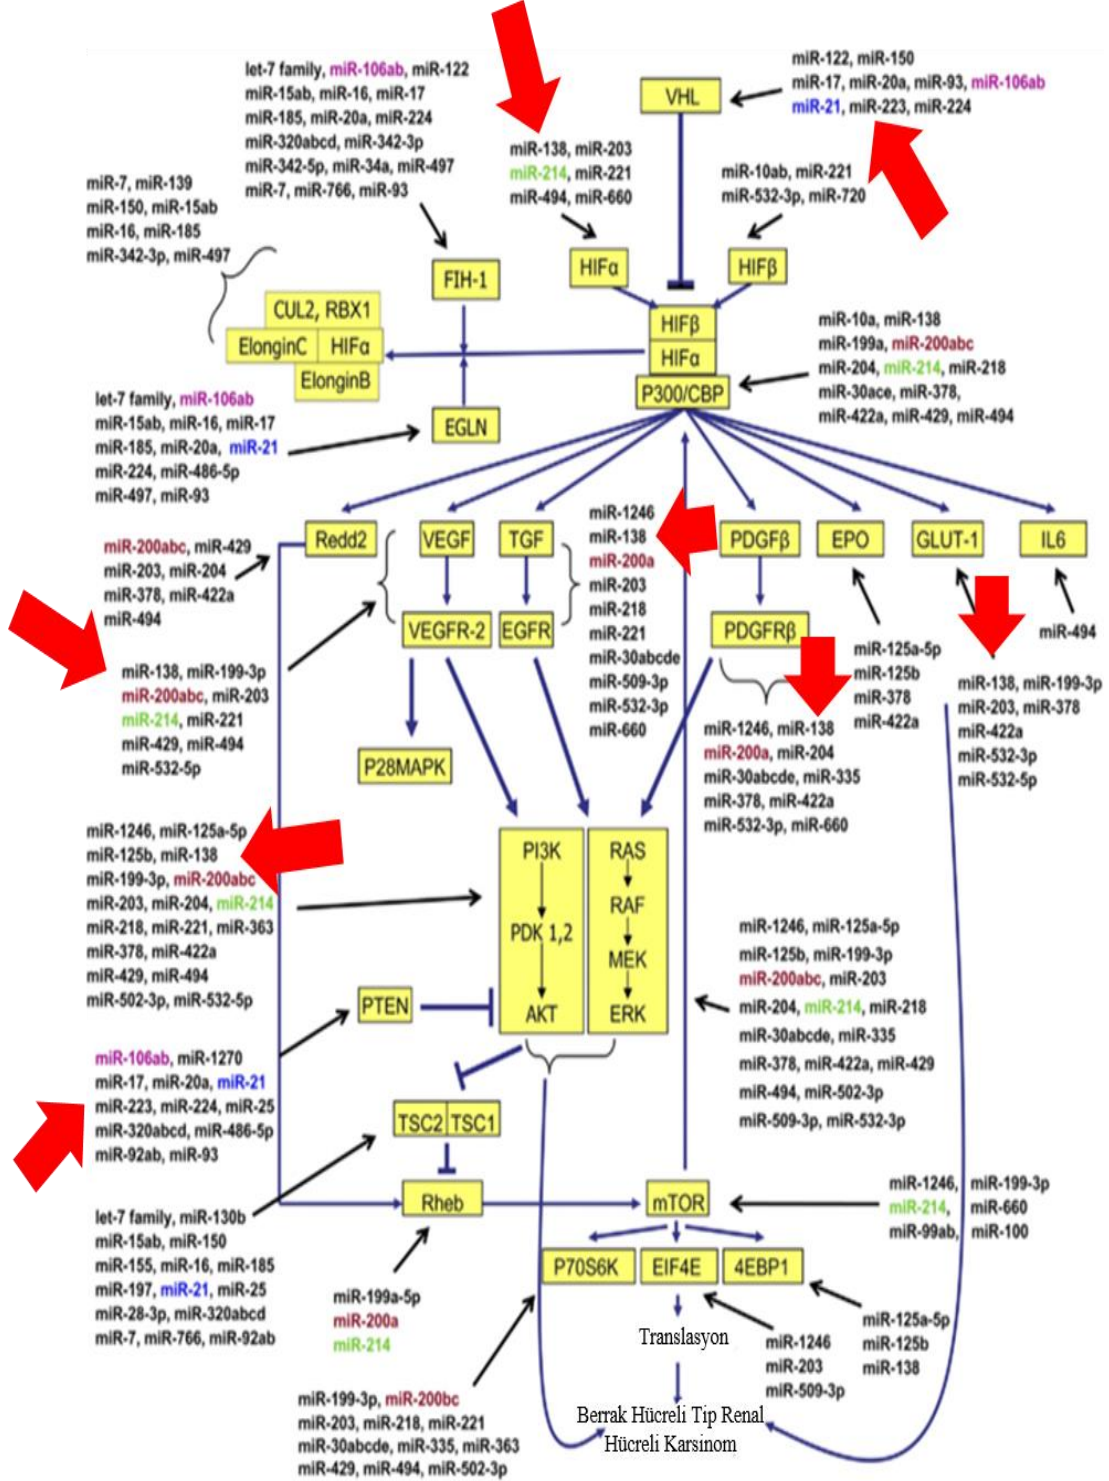 let-7 family, miR-106ab, miR-122
miR-15ab, miR-16, miR-17
miR-185, miR-20a, miR-224
miR-320abcd, miR-342-3p
miR-342-5p, miR-34a, miR-497
miR-7, miR-766, miR-93
miR-138, miR-203
miR-214, miR-221
miR-494, miR-660
VHL
miR-122, miR-150
miR-17, miR-20a, miR-93, miR-106ab
miR-21, miR-223, miR-224
miR-10ab, miR-221
miR-532-3p, miR-720
miR-7, miR-139
miR-150, miR-15ab
miR-16, miR-185
miR-342-3p, miR-497
FIH-1
HIFα
HIFβ
CUL2, RBX1
ElonginC
HIFα
ElonginB
HIFβ
HIFα
P300/CBP
miR-10a, miR-138
miR-199a, miR-200abc
miR-204, miR-214, miR-218
miR-30ace, miR-378,
miR-422a, miR-429, miR-494
let-7 family, miR-106ab
miR-15ab, miR-16, miR-17
miR-185, miR-20a, miR-21
miR-224, miR-486-5p
miR-497, miR-93
EGLN
Redd2
VEGF
TGF
PDGFβ
EPO
GLUT-1
IL6
miR-200abc, miR-429
miR-203, miR-204
miR-378, miR-422a
miR-494
miR-1246
miR-138
miR-200a
miR-203
miR-218
miR-221
miR-30abcde
miR-509-3p
miR-532-3p
miR-660
VEGFR-2
EGFR
PDGFRβ
miR-494
miR-125a-5p
miR-125b
miR-378
miR-422a
miR-138, miR-199-3p
miR-203, miR-378
miR-422a
miR-532-3p
miR-532-5p
miR-138, miR-199-3p
miR-200abc, miR-203
miR-214, miR-221
miR-429, miR-494
miR-532-5p
P28MAPK
miR-1246, miR-138
miR-200a, miR-204
miR-30abcde, miR-335
miR-378, miR-422a
miR-532-3p, miR-660
miR-1246, miR-125a-5p
miR-125b, miR-138
miR-199-3p, miR-200abc
miR-203, miR-204, miR-214
miR-218, miR-221, miR-363
miR-378, miR-422a
miR-429, miR-494
miR-502-3p, miR-532-5p
PI3K
PDK 1,2
AKT
RAS
RAF
MEK
ERK
PTEN
miR-1246, miR-125a-5p
miR-125b, miR-199-3p
miR-200abc, miR-203
miR-204, miR-214, miR-218
miR-30abcde, miR-335
miR-378, miR-422a, miR-429
miR-494, miR-502-3p
miR-509-3p, miR-532-3p
miR-106ab, miR-1270
miR-17, miR-20a, miR-21
miR-223, miR-224, miR-25
miR-320abcd, miR-486-5p
miR-92ab, miR-93
TSC2
TSC1
Rheb
mTOR
miR-1246, miR-199-3p
miR-214, miR-660
miR-99ab, miR-100
let-7 family, miR-130b
miR-15ab, miR-150
miR-155, miR-16, miR-185
miR-197, miR-21, miR-25
miR-28-3p, miR-320abcd
miR-7, miR-766, miR-92ab
P70S6K
EIF4E
4EBP1
miR-199a-5p
miR-200a
miR-214
Translasyon
miR-1246
miR-203
miR-509-3p
miR-125a-5p
miR-125b
miR-138
miR-199-3p, miR-200bc
miR-203, miR-218, miR-221
miR-30abcde, miR-335, miR-363
miR-429, miR-494, miR-502-3p
Berrak Hücreli Tip Renal
Hücreli Karsinom